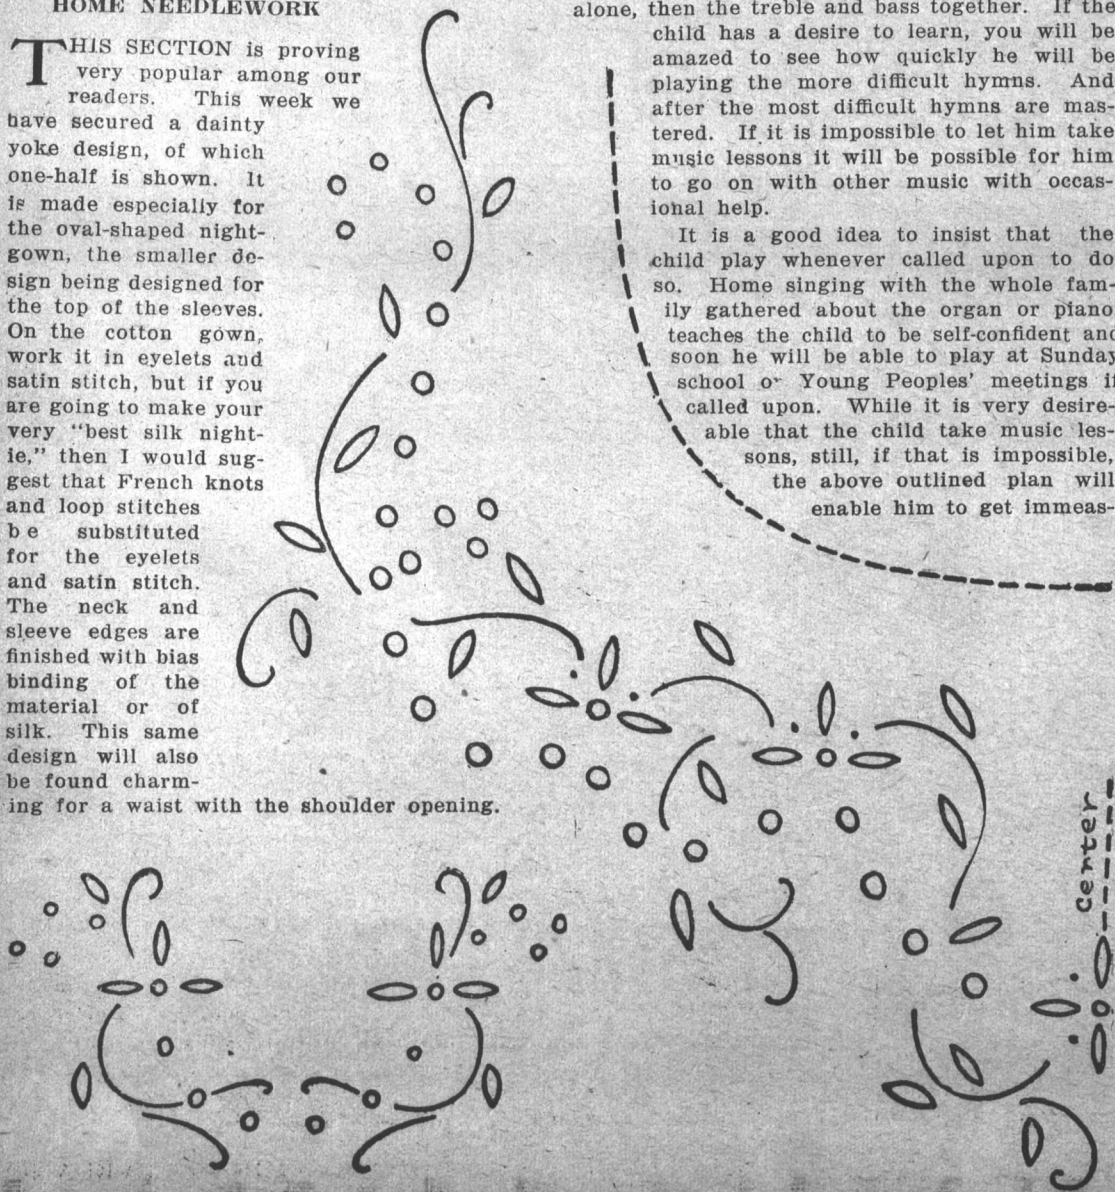 HOME NEEDLEWORK
THIS SECTION is proving
very popular among our
readers. This week we
have secured a dainty
yoke design, of which
one-half is shown. It
is made especially for
the oval-shaped night-
gown, the smaller de-
sign being designed for
the top of the sleeves.
On the cotton gown,
work it in eyelets and
satin stitch, but if you
are going to make your
very "best silk night-
ie," then I would sug-
gest that French knots
and loop stitches
be substituted
for the eyelets
and satin stitch.
The neck and
sleeve edges are
finished with bias
binding of the
material or of
silk. This same
design will also
be found charm-
ing for a waist with the shoulder opening.
alone, then the treble and bass together. If the
child has a desire to learn, you will be
amazed to see how quickly he will be
playing the more difficult hymns. And
after the most difficult hymns are mas-
tered. If it is impossible to let him take
music lessons it will be possible for him
to go on with other music with occas-
ional help.
It is a good idea to insist that the
child play whenever called upon to do
so. Home singing with the whole fam-
ily gathered about the organ or piano
teaches the child to be self-confident and
soon he will be able to play at Sunday
school or Young Peoples' meetings if
called upon. While it is very desire-
able that the child take music les-
sons, still, if that is impossible,
the above outlined plan will
enable him to get immeas-
center